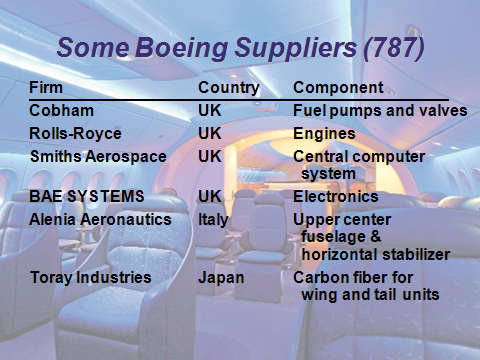 Some Boeing Suppliers (787)
Firm Country Component
Cobham UK Fuel pumps and valves
Rolls-Royce UK Engines
Smiths Aerospace UK Central computer
system
BAE SYSTEMS UK Electronics
Alenia Aeronautics Italy Upper center
fuselage &
horizontal stabilizer
Toray Industries Japan Carbon fiber for
wing and tail units